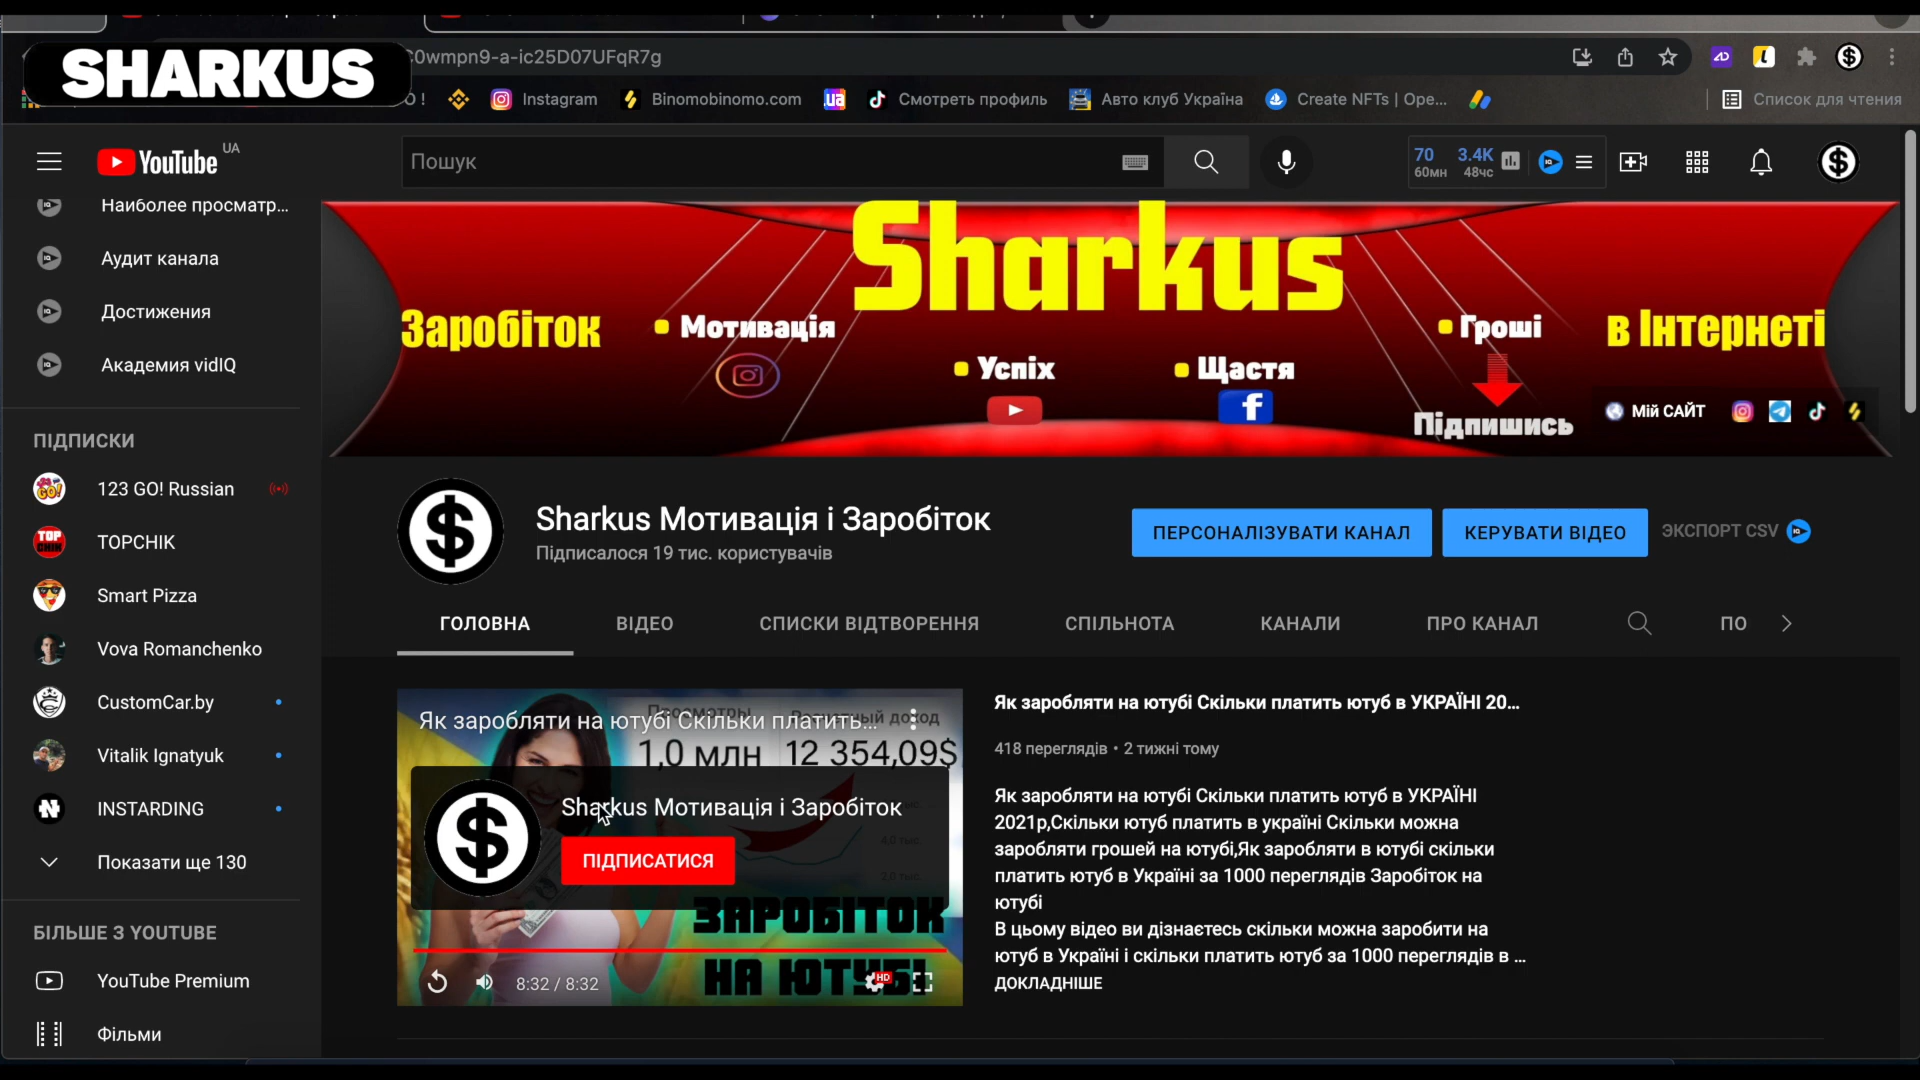 SHARKUS
C0wmpn9-a-ic25D07UFqR7g
Instagram
Binomobinomo.com
Смотреть профиль
Авто клуб Україна
Create NFTs | Ope...
Список для чтения
YouTube UA
Пошук
70 3.4K
60мн 48чс
Наиболее просматр...
Аудит канала
Достижения
Академия vidIQ
ПІДПИСКИ
123 GO! Russian
TOPCHIK
Smart Pizza
Vova Romanchenko
CustomCar.by
Vitalik Ignatyuk
INSTARDING
Показати ще 130
БІЛЬШЕ З YOUTUBE
YouTube Premium
Фільми
Sharkus
Заробіток
Мотивація
Успіх
Щастя
Гроші
в Інтернеті
Підпишись
Мій САЙТ
Sharkus Мотивація і Заробіток
Підписалося 19 тис. користувачів
ПЕРСОНАЛІЗУВАТИ КАНАЛ
КЕРУВАТИ ВІДЕО
ЭКСПОРТ CSV
ГОЛОВНА
ВІДЕО
СПИСКИ ВІДТВОРЕННЯ
СПІЛЬНОТА
КАНАЛИ
ПРО КАНАЛ
ПО
Як заробляти на ютубі Скільки платить...
Просмотры
1,0 млн 12 354,09$
Sharkus Мотивація і Заробіток
ПІДПИСАТИСЯ
ЗАРОБІТОК
НА ЮТУБІ
8:32 / 8:32
HD
Як заробляти на ютубі Скільки платить ютуб в УКРАЇНІ 20...
418 переглядів • 2 тижні тому
Як заробляти на ютубі Скільки платить ютуб в УКРАЇНІ
2021р,Скільки ютуб платить в україні Скільки можна
заробляти грошей на ютубі,Як заробляти в ютубі скільки
платить ютуб в Україні за 1000 переглядів Заробіток на
ютубі
В цьому відео ви дізнаєтесь скільки можна заробити на
ютуб в Україні і скільки платить ютуб за 1000 переглядів в ...
ДОКЛАДНІШЕ